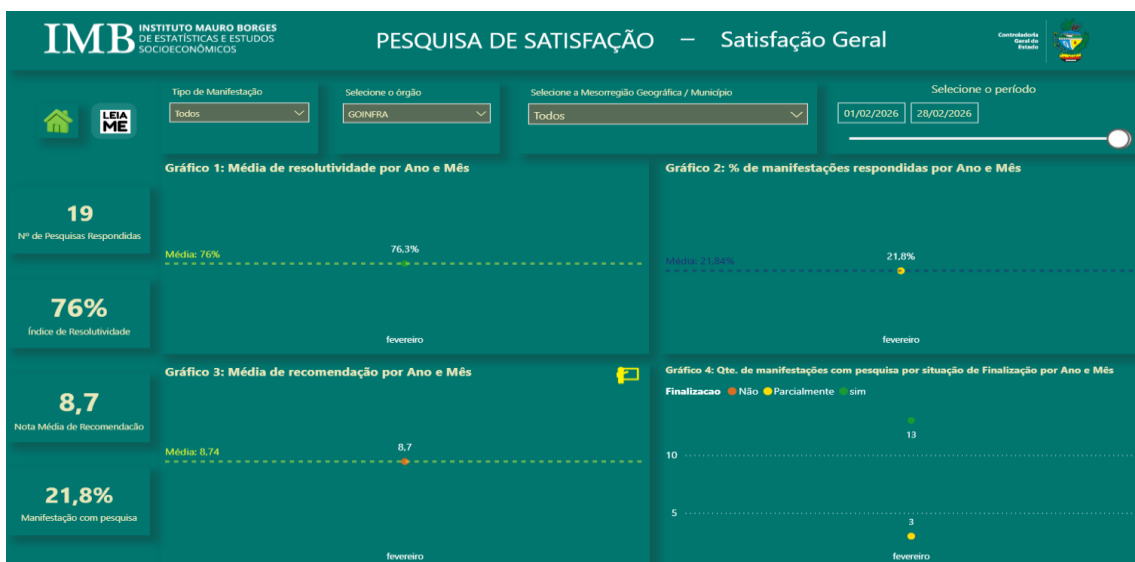 IMB
INSTITUTO MAURO BORGES
DE ESTATÍSTICAS E ESTUDOS
SOCIOECONÔMICOS
PESQUISA DE SATISFAÇÃO — Satisfação Geral
Controladoria
Geral do
Estado
LEIA
ME
Tipo de Manifestação
Todos
Selecione o órgão
GOINFRA
Selecione a Mesorregião Geográfica / Município
Todos
Selecione o período
01/02/2026 28/02/2026
19
Nº de Pesquisas Respondidas
76%
Índice de Resolutividade
8,7
Nota Média de Recomendacão
21,8%
Manifestação com pesquisa
Gráfico 1: Média de resolutividade por Ano e Mês
76,3%
Média: 76%
fevereiro
Gráfico 2: % de manifestações respondidas por Ano e Mês
21,8%
Média: 21,84%
fevereiro
Gráfico 3: Média de recomendação por Ano e Mês
8,7
Média: 8,74
fevereiro
Gráfico 4: Qte. de manifestações com pesquisa por situação de Finalização por Ano e Mês
Finalizacao Não Parcialmente sim
13
10
5
3
fevereiro